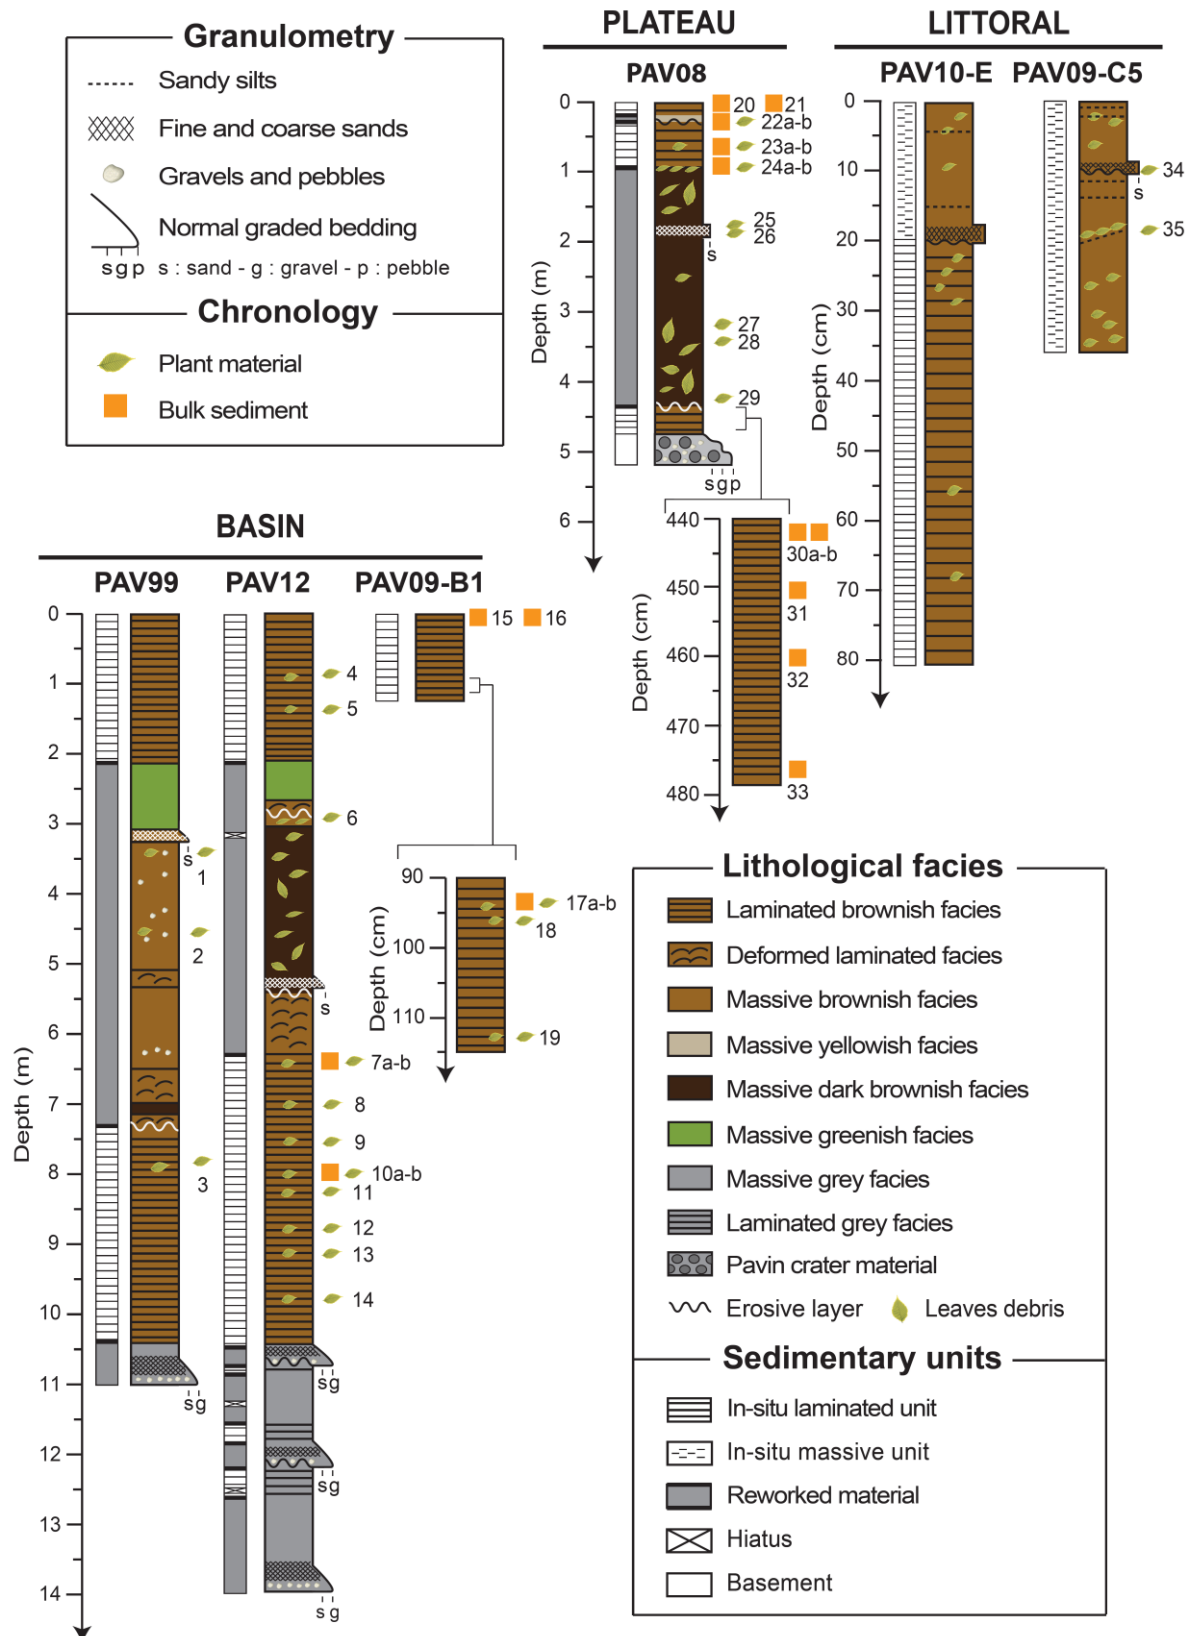 Granulometry
Sandy silts
Fine and coarse sands
Gravels and pebbles
Normal graded bedding
s g p s : sand - g : gravel - p : pebble
Chronology
Plant material
Bulk sediment
PLATEAU
PAV08
Depth (m)
0
1
2
3
4
5
6
20 21
22a-b
23a-b
24a-b
25
26
s
27
28
29
s g p
Depth (cm)
440
450
460
470
480
30a-b
31
32
33
LITTORAL
PAV10-E PAV09-C5
Depth (cm)
0
10
20
30
40
50
60
70
80
34
s
35
BASIN
PAV99 PAV12 PAV09-B1
Depth (m)
0
1
2
3
4
5
6
7
8
9
10
11
12
13
14
s
1
2
3
s g
4
5
6
s
7a-b
8
9
10a-b
11
12
13
14
s g
s g
s g
15 16
Depth (cm)
90
100
110
17a-b
18
19
Lithological facies
Laminated brownish facies
Deformed laminated facies
Massive brownish facies
Massive yellowish facies
Massive dark brownish facies
Massive greenish facies
Massive grey facies
Laminated grey facies
Pavin crater material
Erosive layer Leaves debris
Sedimentary units
In-situ laminated unit
In-situ massive unit
Reworked material
Hiatus
Basement